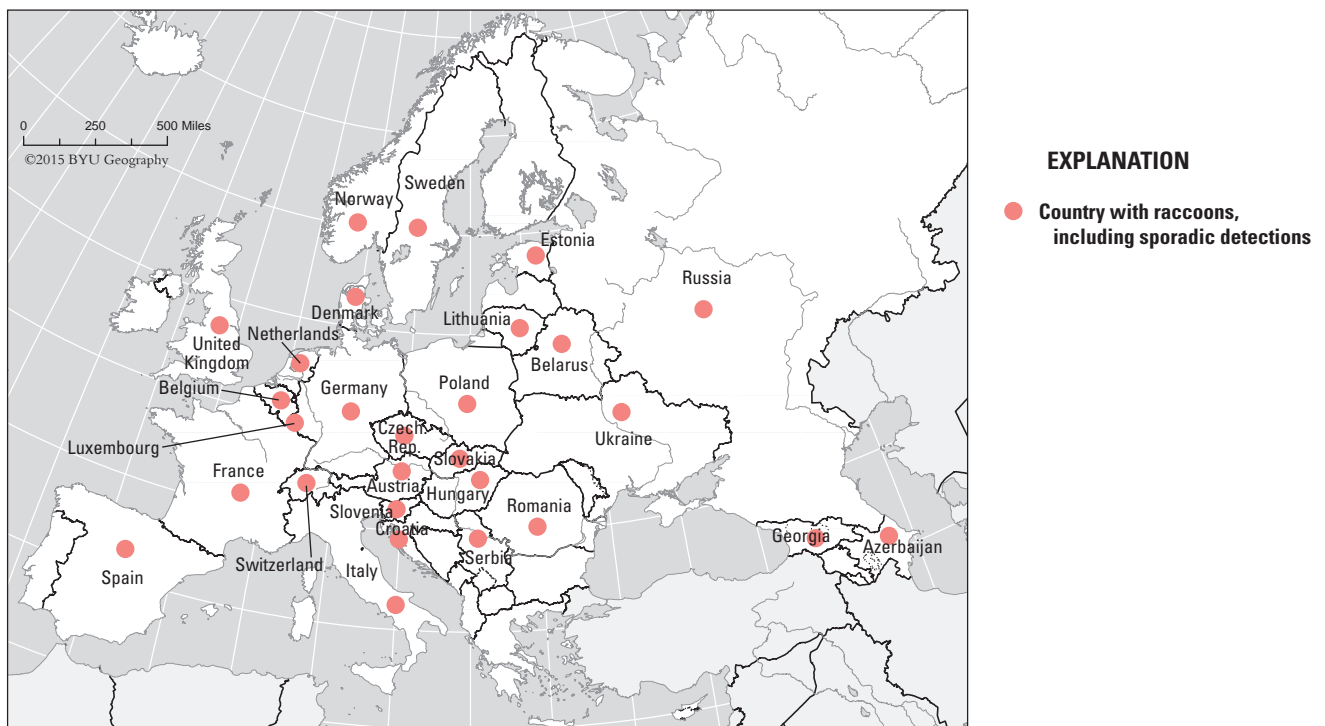 0 250 500 Miles
©2015 BYU Geography
Norway
Sweden
Estonia
Russia
Denmark
Lithuania
Netherlands
United
Kingdom
Belarus
Belgium
Germany
Poland
Luxembourg
Czech.
Rep.
Ukraine
Slovakia
France
Austria
Hungary
Romania
Slovenia
Croatia
Georgia
Azerbaijan
Serbia
Switzerland
Italy
Spain
EXPLANATION
Country with raccoons,
including sporadic detections